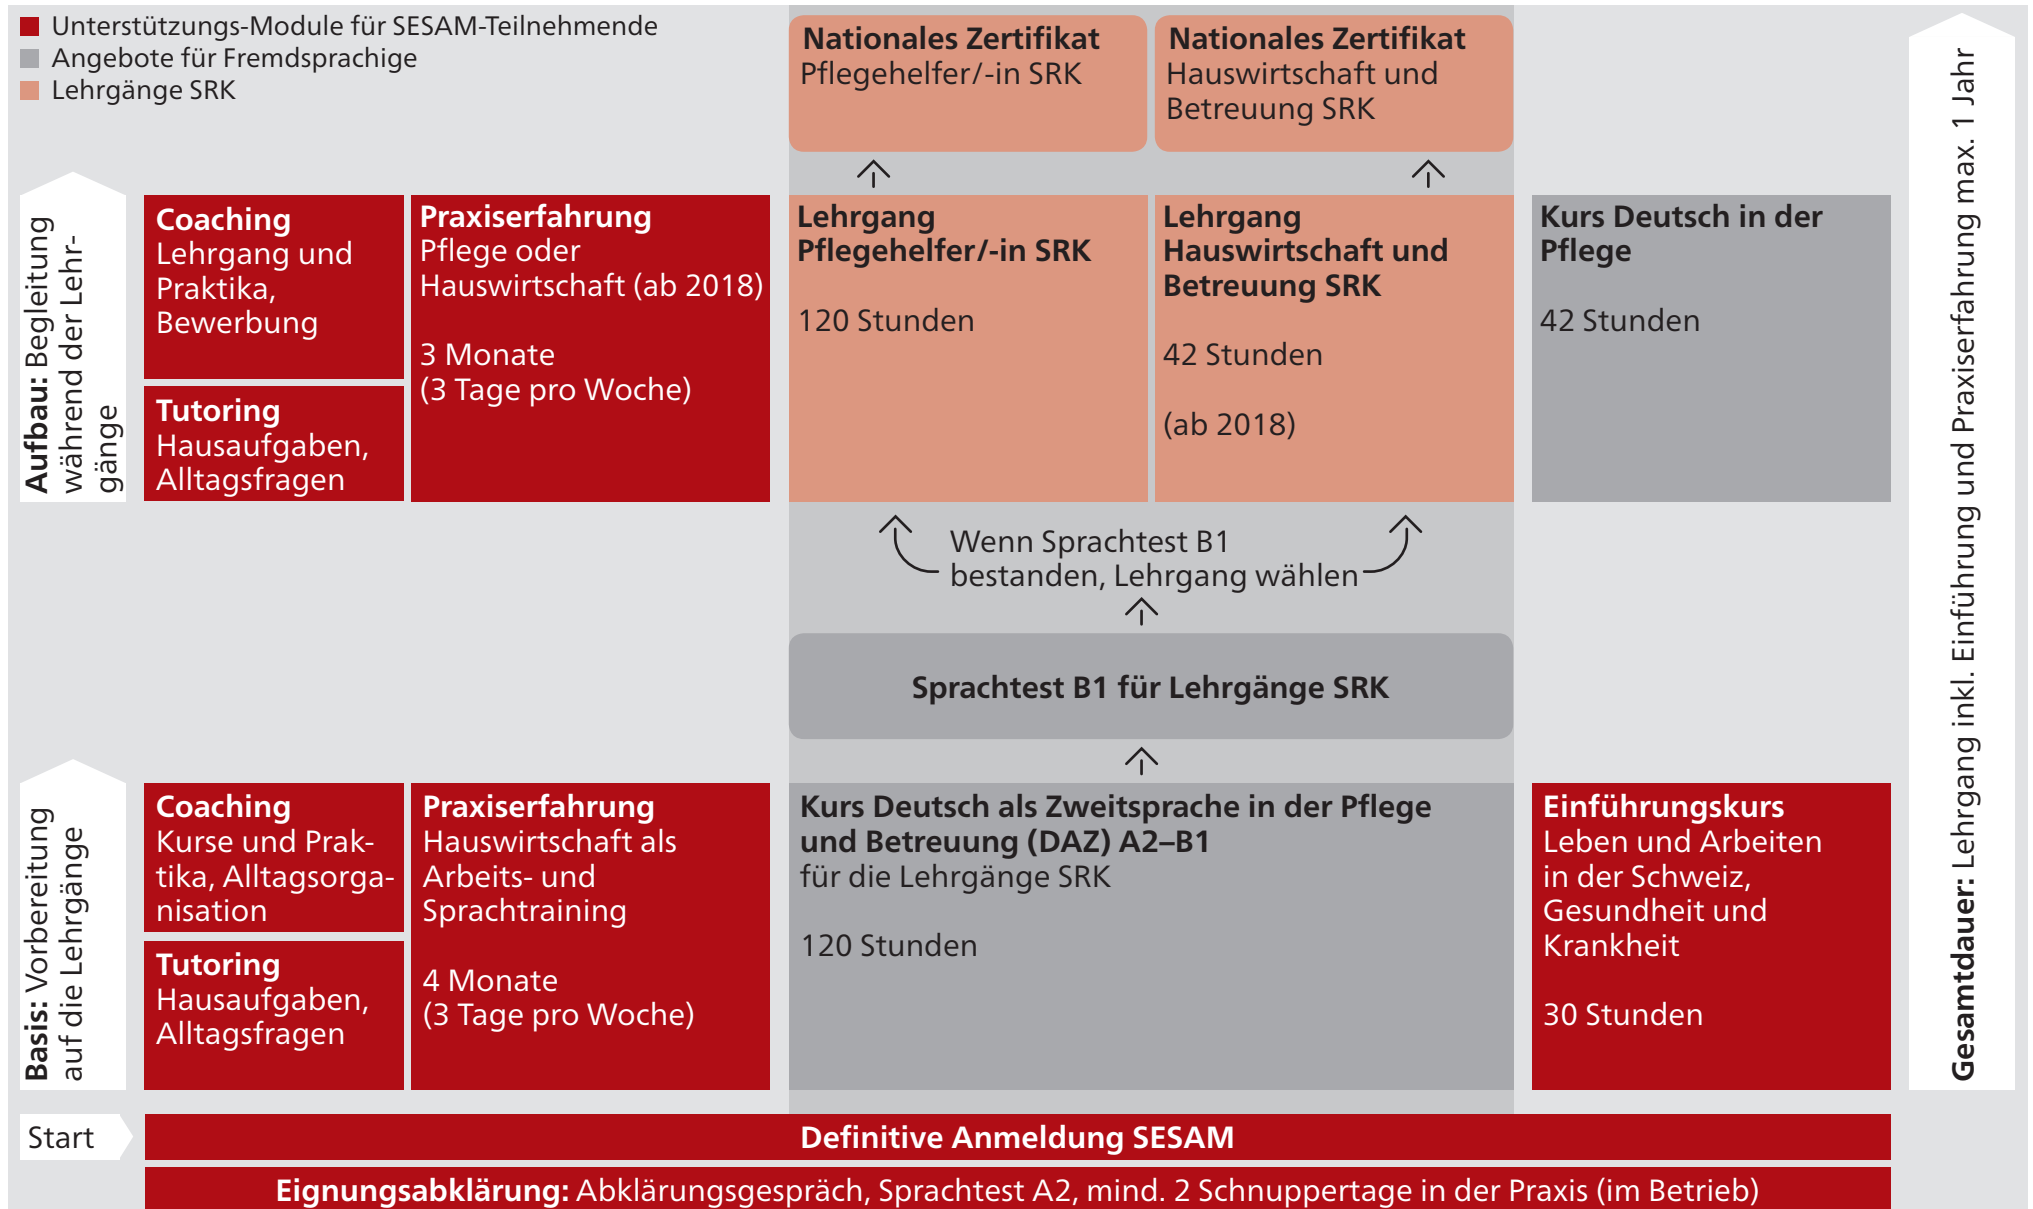 Unterstützungs-Module für SESAM-Teilnehmende
Angebote für Fremdsprachige
Lehrgänge SRK
Nationales Zertifikat
Pflegehelfer/-in SRK
Nationales Zertifikat
Hauswirtschaft und
Betreuung SRK
Aufbau: Begleitung
während der Lehr-
gänge
Coaching
Lehrgang und
Praktika,
Bewerbung
Tutoring
Hausaufgaben,
Alltagsfragen
Praxiserfahrung
Pflege oder
Hauswirtschaft (ab 2018)
3 Monate
(3 Tage pro Woche)
Lehrgang
Pflegehelfer/-in SRK
120 Stunden
Lehrgang
Hauswirtschaft und
Betreuung SRK
42 Stunden
(ab 2018)
Kurs Deutsch in der
Pflege
42 Stunden
Wenn Sprachtest B1
bestanden, Lehrgang wählen
Sprachtest B1 für Lehrgänge SRK
Basis: Vorbereitung
auf die Lehrgänge
Coaching
Kurse und Prak-
tika, Alltagsorga-
nisation
Tutoring
Hausaufgaben,
Alltagsfragen
Praxiserfahrung
Hauswirtschaft als
Arbeits- und
Sprachtraining
4 Monate
(3 Tage pro Woche)
Kurs Deutsch als Zweitsprache in der Pflege
und Betreuung (DAZ) A2–B1
für die Lehrgänge SRK
120 Stunden
Einführungskurs
Leben und Arbeiten
in der Schweiz,
Gesundheit und
Krankheit
30 Stunden
Gesamtdauer: Lehrgang inkl. Einführung und Praxiserfahrung max. 1 Jahr
Start
Definitive Anmeldung SESAM
Eignungsabklärung: Abklärungsgespräch, Sprachtest A2, mind. 2 Schnuppertage in der Praxis (im Betrieb)